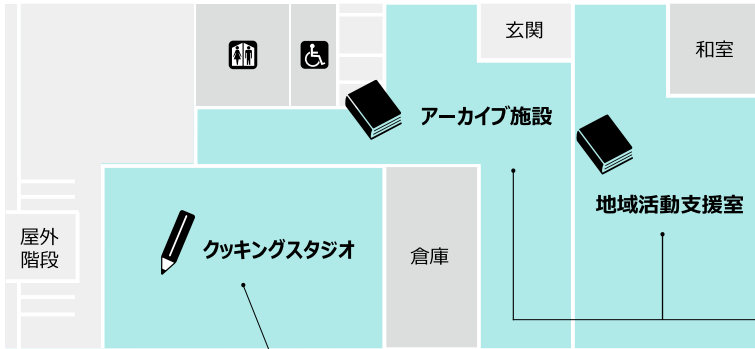 玄関
和室
アーカイブ施設
地域活動支援室
屋外
階段
クッキングスタジオ
倉庫